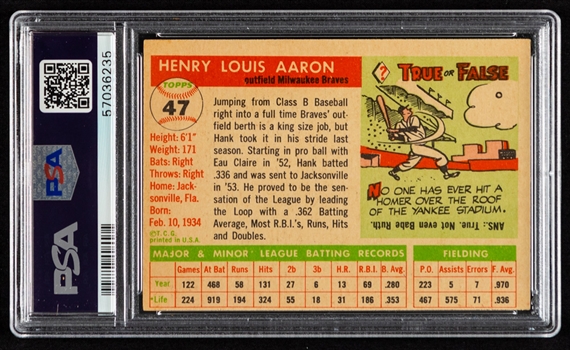 57036235
PSA
PSA
HENRY LOUIS AARON
outfield Milwaukee Braves
TOPPS
47
Height: 6'1"
Weight: 171
Bats: Right
Throws: Right
Home: Jack-
sonville, Fla.
Born:
Feb. 10, 1934
©T.C.G.
printed in U.S.A.
Jumping from Class B Baseball
right into a full time Braves' out-
field berth is a king size job, but
Hank took it in his stride last
season. Starting in pro ball with
Eau Claire in '52, Hank batted
.336 and was sent to Jacksonville
in '53. He proved to be the sen-
sation of the League by leading
the Loop with a .362 Batting
Average, Most R.B.I.'s, Runs, Hits
and Doubles.
? TRUE OR FALSE
NO ONE HAS EVER HIT A
HOMER OVER THE ROOF OF
THE YANKEE STADIUM.
ANS.: True. Not even Babe Ruth.
MAJOR & MINOR LEAGUE BATTING RECORDS FIELDING
Games At Bat Runs Hits 2b 3b H.R. R.B.I. B. Avg. P.O. Assists Errors F. Avg.
Year 122 468 58 131 27 6 13 69 .280 223 5 7 .970
Life 224 919 194 324 55 18 31 186 .353 467 575 71 .936